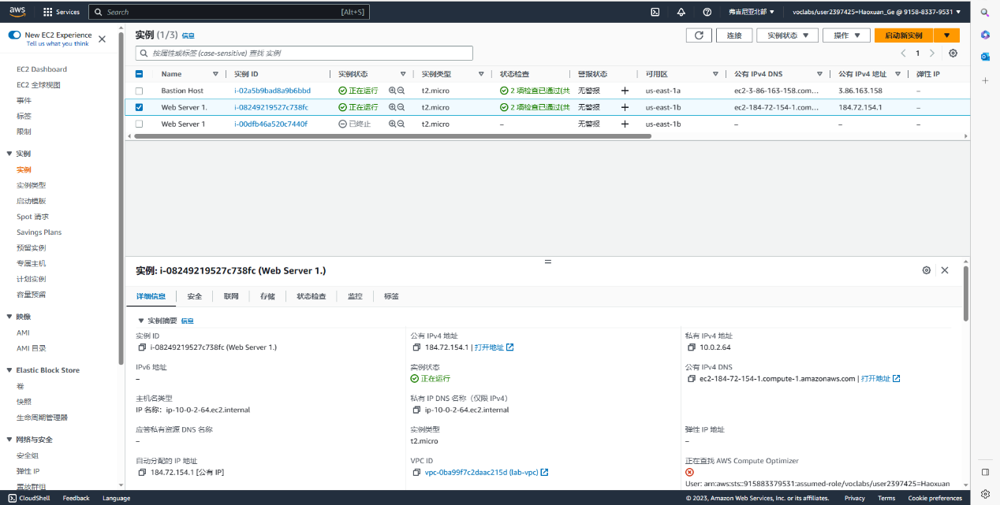 aws Services Search [Alt+S] 弗吉尼亚北部 ▼ voclabs/user2397425=Haoxuan_Ge @ 9158-8337-9531 ▼
New EC2 Experience
Tell us what you think
EC2 Dashboard
EC2 全球视图
事件
标签
限制
实例
实例
实例类型
启动模板
Spot 请求
Savings Plans
预留实例
专属主机
计划实例
容量预留
映像
AMI
AMI 目录
Elastic Block Store
卷
快照
生命周期管理器
网络与安全
安全组
弹性 IP
置放群组
实例 (1/3) 信息
连接 实例状态 ▼ 操作 ▼ 启动新实例 ▼
按属性或标签 (case-sensitive) 查找 实例
1
Name 实例 ID 实例状态 实例类型 状态检查 警报状态 可用区 公有 IPv4 DNS 公有 IPv4 地址 弹性 IP
Bastion Host i-02a5b9bad8a9b6bbd 正在运行 t2.micro 2 项检查已通过(共 无警报 + us-east-1a ec2-3-86-163-158.com... 3.86.163.158 –
Web Server 1. i-08249219527c738fc 正在运行 t2.micro 2 项检查已通过(共 无警报 + us-east-1b ec2-184-72-154-1.com... 184.72.154.1 –
Web Server 1 i-00dfb46a520c7440f 已终止 t2.micro – 无警报 + us-east-1b – – –
实例: i-08249219527c738fc (Web Server 1.)
详细信息 安全 联网 存储 状态检查 监控 标签
实例摘要 信息
实例 ID
i-08249219527c738fc (Web Server 1.)
公有 IPv4 地址
184.72.154.1 | 打开地址
私有 IPv4 地址
10.0.2.64
IPv6 地址
–
实例状态
正在运行
公有 IPv4 DNS
ec2-184-72-154-1.compute-1.amazonaws.com | 打开地址
主机名类型
IP 名称: ip-10-0-2-64.ec2.internal
私有 IP DNS 名称（仅限 IPv4）
ip-10-0-2-64.ec2.internal
应答私有资源 DNS 名称
–
实例类型
t2.micro
弹性 IP 地址
–
自动分配的 IP 地址
184.72.154.1 [公有 IP]
VPC ID
vpc-0ba99f7c2daac215d (lab-vpc)
正在查找 AWS Compute Optimizer
User: arn:aws:sts::915883379531:assumed-role/voclabs/user2397425=Haoxuan
CloudShell Feedback Language © 2023, Amazon Web Services, Inc. or its affiliates. Privacy Terms Cookie preferences